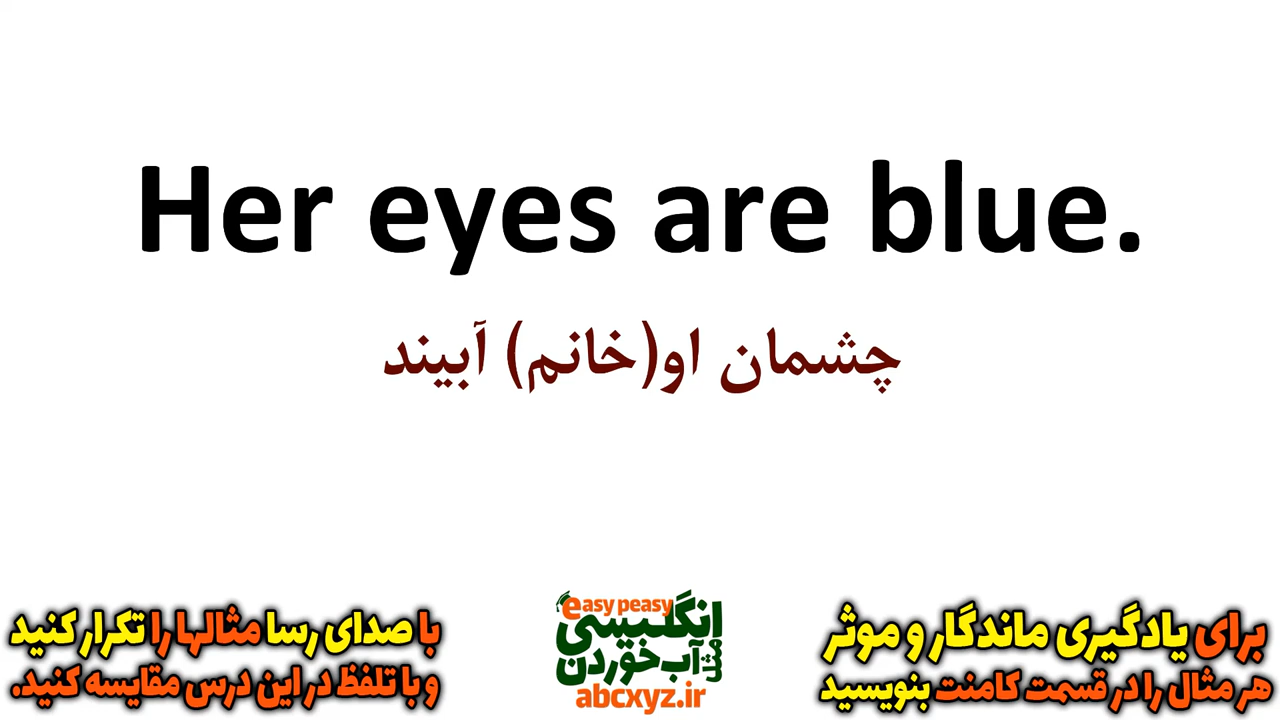 Her eyes are blue.
چشمان او(خانم) آبیند
برای یادگیری ماندگار و موثر
هر مثال را در قسمت کامنت بنویسید
easy peasy
انگلیسی
مثل آب خوردن
abcxyz.ir
با صدای رسا مثالها را تکرار کنید
و با تلفظ در این درس مقایسه کنید.